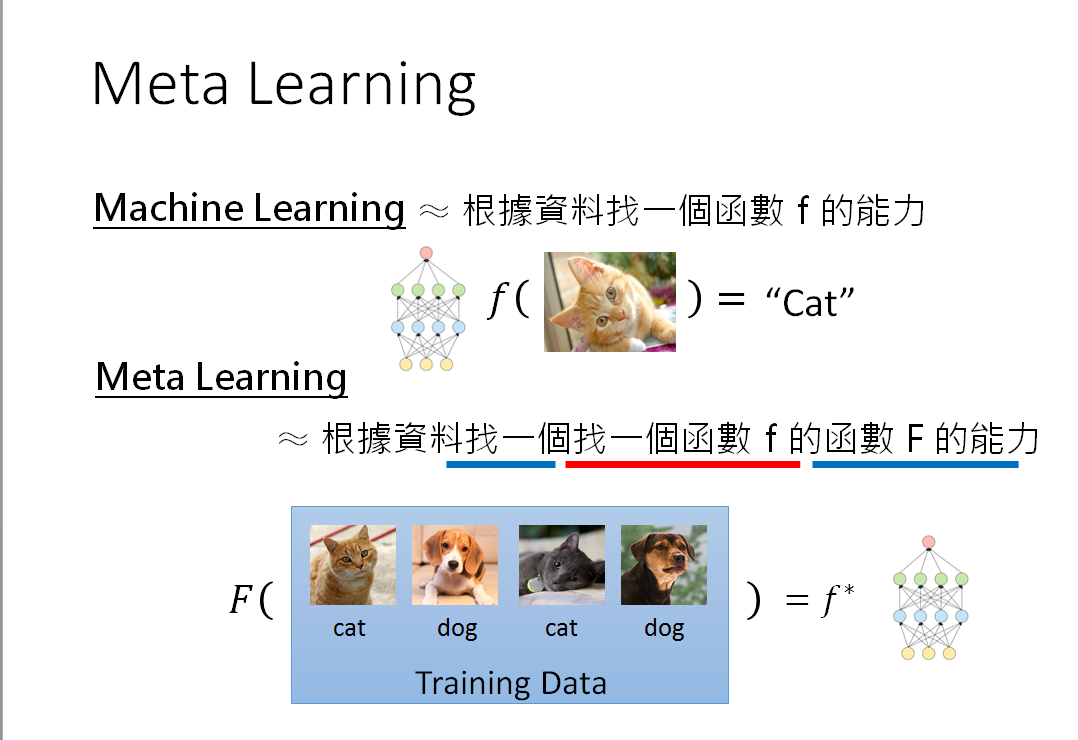 Meta Learning
Machine Learning ≈ 根據資料找一個函數 f 的能力
f( ) = “Cat”
Meta Learning
≈ 根據資料找一個找一個函數 f 的函數 F 的能力
F( ) = f*
cat dog cat dog
Training Data